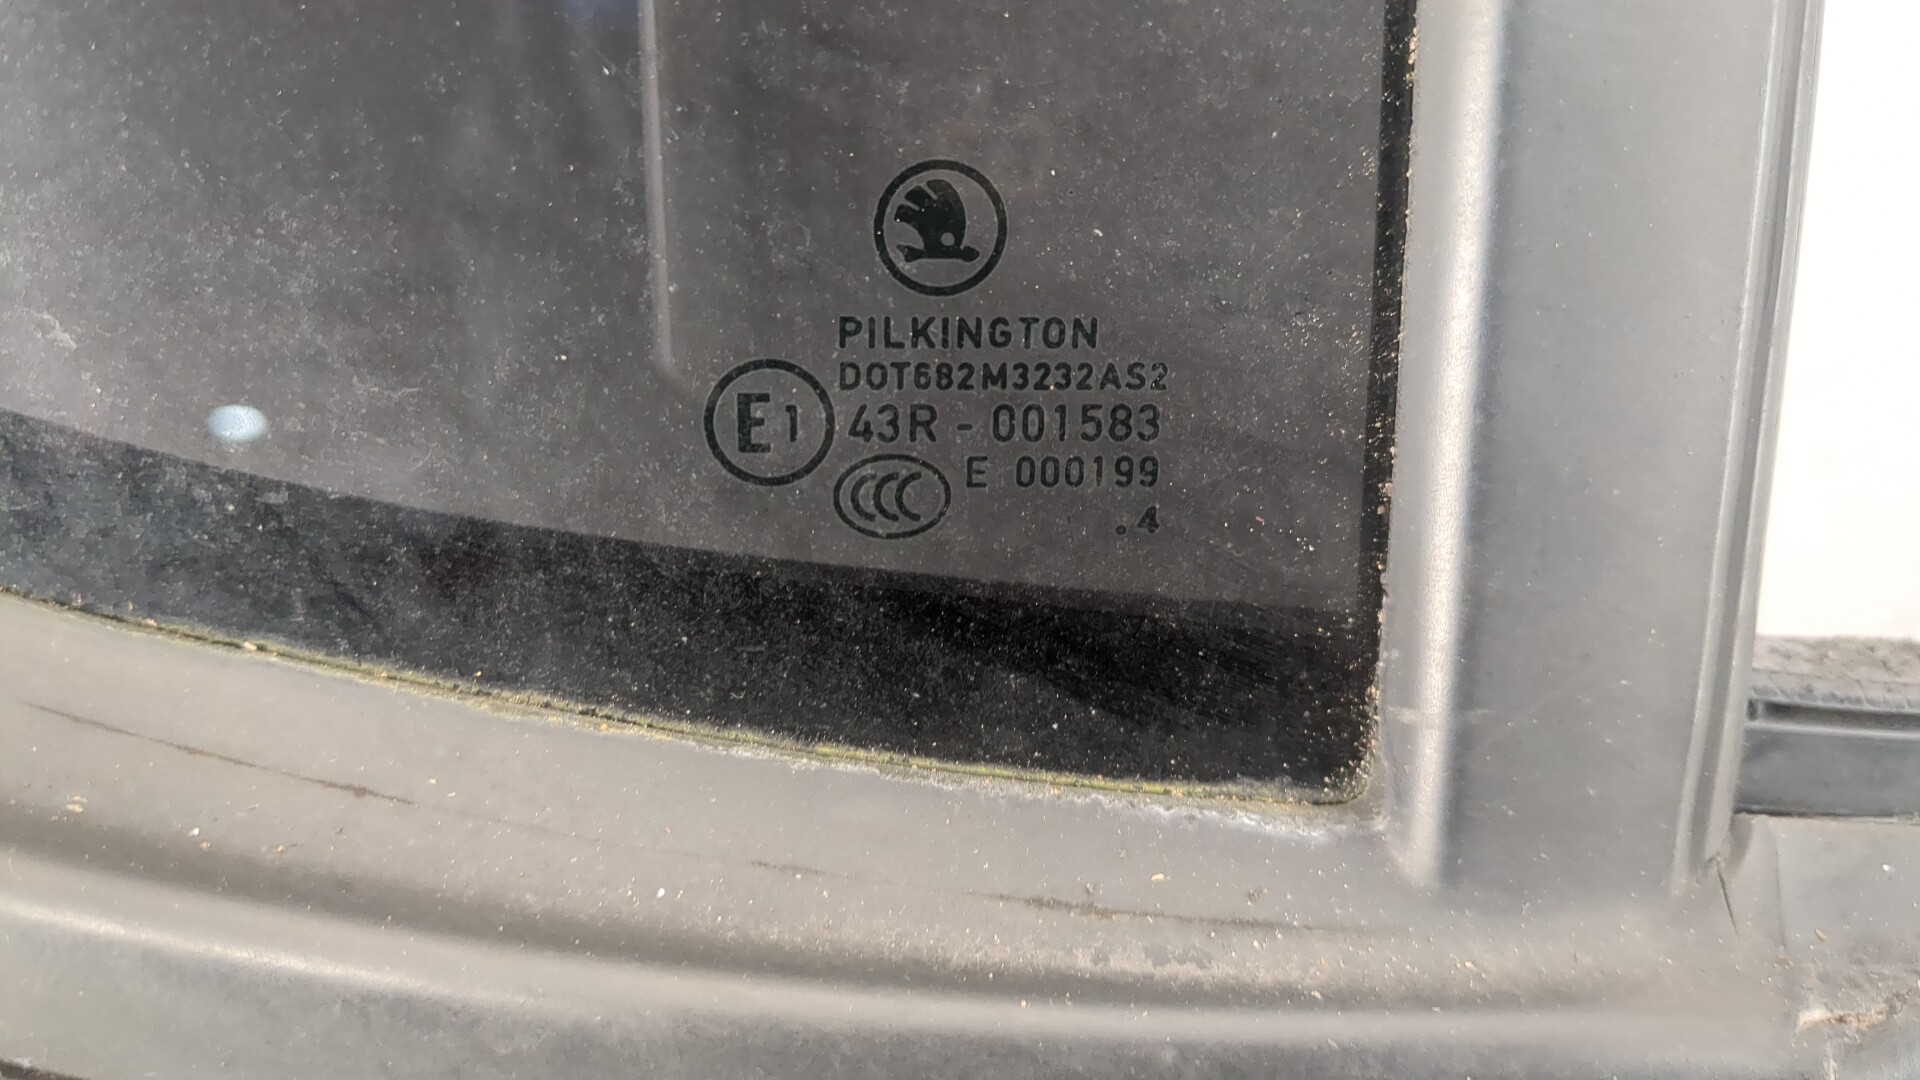 PILKINGTON
DOT682M3232AS2
E1 43R - 001583
CCC E 000199
.4